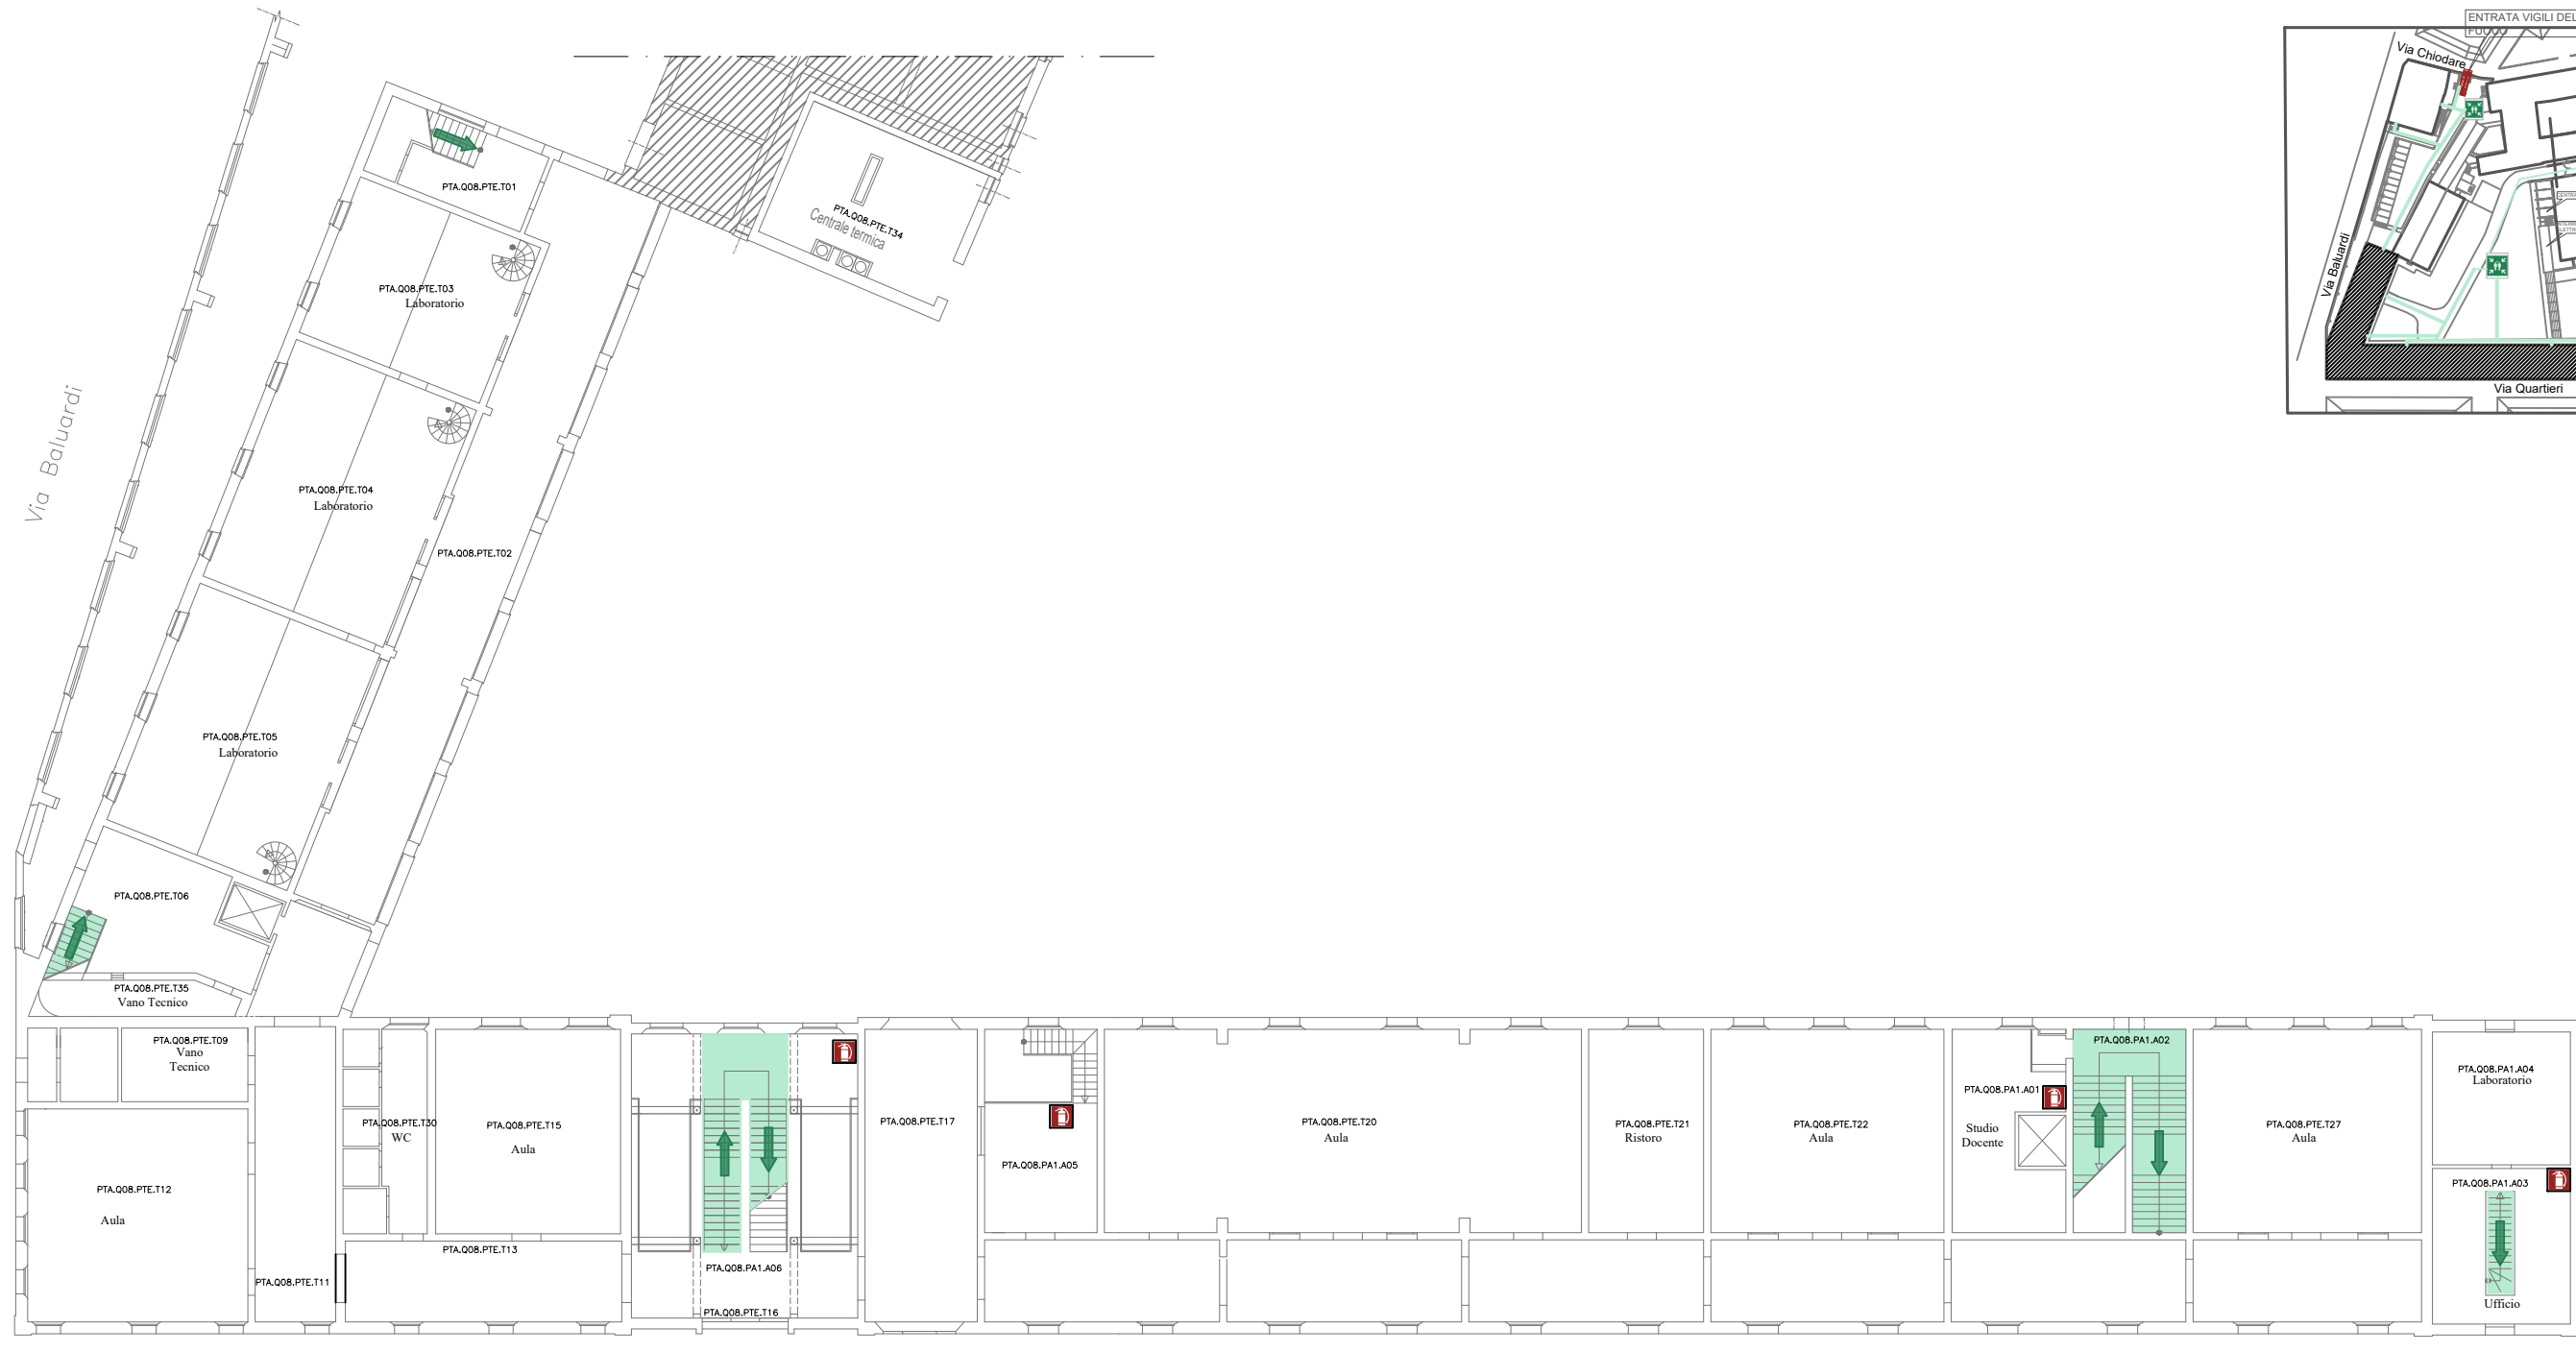 ENTRATA VIGILI DEL
FUOCO
Via Chiodare
Via Baluardi
Via Quartieri
Via Baluardi
PTA.Q08.PTE.T01
PTA.Q08.PTE.T34
Centrale termica
PTA.Q08.PTE.T03
Laboratorio
PTA.Q08.PTE.T04
Laboratorio
PTA.Q08.PTE.T02
PTA.Q08.PTE.T05
Laboratorio
PTA.Q08.PTE.T06
PTA.Q08.PTE.T35
Vano Tecnico
PTA.Q08.PTE.T09
Vano
Tecnico
PTA.Q08.PTE.T12
Aula
PTA.Q08.PTE.T11
PTA.Q08.PTE.T30
WC
PTA.Q08.PTE.T15
Aula
PTA.Q08.PTE.T13
PTA.Q08.PA1.A06
PTA.Q08.PTE.T16
PTA.Q08.PTE.T17
PTA.Q08.PA1.A05
PTA.Q08.PTE.T20
Aula
PTA.Q08.PTE.T21
Ristoro
PTA.Q08.PTE.T22
Aula
PTA.Q08.PA1.A01
Studio
Docente
PTA.Q08.PA1.A02
PTA.Q08.PTE.T27
Aula
PTA.Q08.PA1.A04
Laboratorio
PTA.Q08.PA1.A03
Ufficio